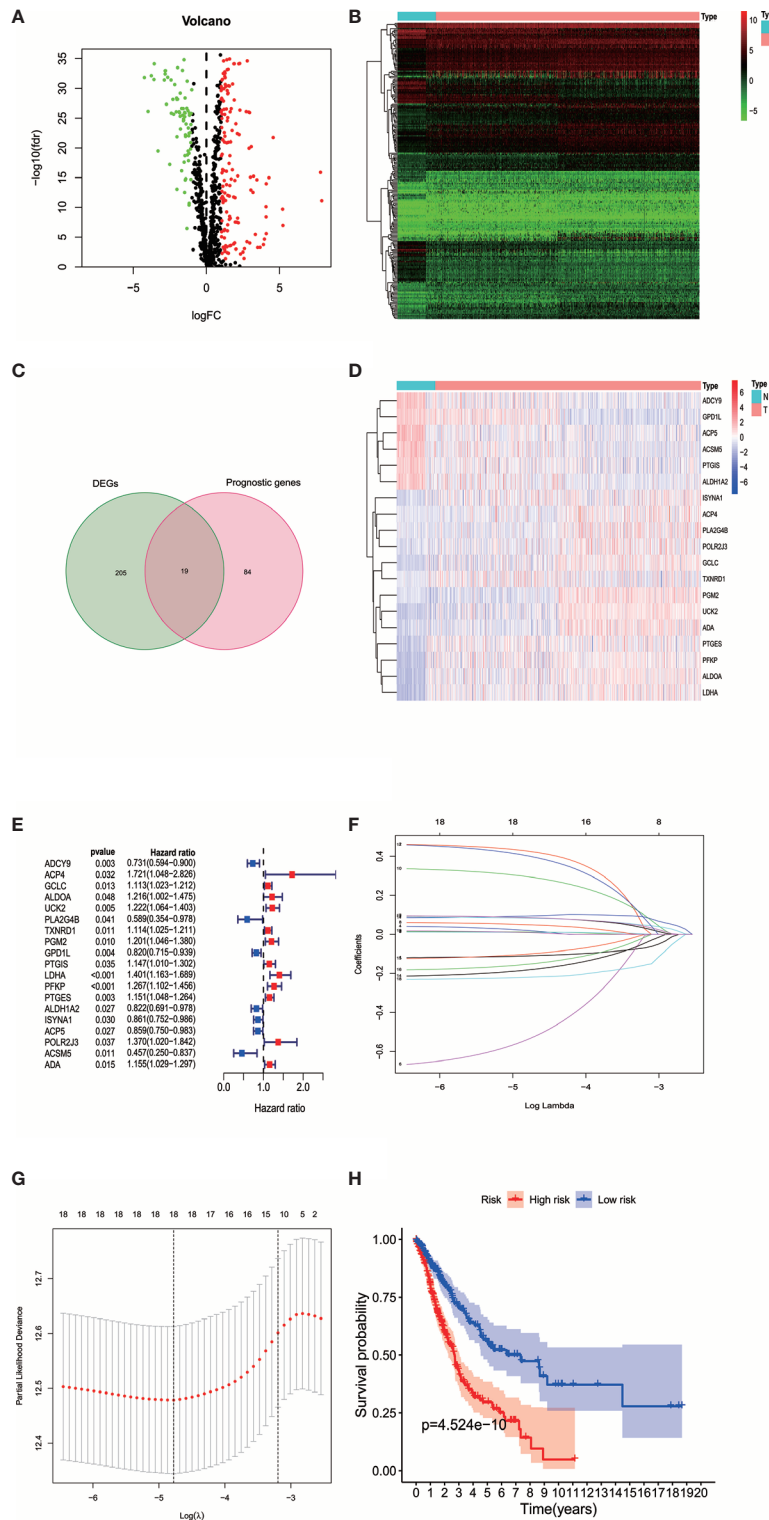 A
Volcano
35
30
25
20
15
10
5
0
−log10(fdr)
−5 0 5
logFC
B
Type
10
5
0
−5
Type
C
DEGs
Prognostic genes
205
19
84
D
Type
ADCY9
GPD1L
ACP5
ACSM5
PTGIS
ALDH1A2
ISYNA1
ACP4
PLA2G4B
POLR2J3
GCLC
TXNRD1
PGM2
UCK2
ADA
PTGES
PFKP
ALDOA
LDHA
6
4
2
0
−2
−4
−6
Type
N
T
E
pvalue Hazard ratio
ADCY9 0.003 0.731(0.594−0.900)
ACP4 0.032 1.721(1.048−2.826)
GCLC 0.013 1.113(1.023−1.212)
ALDOA 0.048 1.216(1.002−1.475)
UCK2 0.005 1.222(1.064−1.403)
PLA2G4B 0.041 0.589(0.354−0.978)
TXNRD1 0.011 1.114(1.025−1.211)
PGM2 0.010 1.201(1.046−1.380)
GPD1L 0.004 0.820(0.715−0.939)
PTGIS 0.035 1.147(1.010−1.302)
LDHA <0.001 1.401(1.163−1.689)
PFKP <0.001 1.267(1.102−1.456)
PTGES 0.003 1.151(1.048−1.264)
ALDH1A2 0.027 0.822(0.691−0.978)
ISYNA1 0.030 0.861(0.752−0.986)
ACP5 0.027 0.859(0.750−0.983)
POLR2J3 0.037 1.370(1.020−1.842)
ACSM5 0.011 0.457(0.250−0.837)
ADA 0.015 1.155(1.029−1.297)
0.0 1.0 2.0
Hazard ratio
F
18 18 16 8
0.4
0.2
0.0
−0.2
−0.4
−0.6
Coefficients
−6 −5 −4 −3
Log Lambda
G
18 18 18 18 18 18 18 17 16 16 15 10 5 2
12.7
12.6
12.5
12.4
Partial Likelihood Deviance
−6 −5 −4 −3
Log(λ)
H
Risk High risk Low risk
1.00
0.75
0.50
0.25
0.00
Survival probability
p=4.524e−10
0 1 2 3 4 5 6 7 8 9 10 11 12 13 14 15 16 17 18 19 20
Time(years)